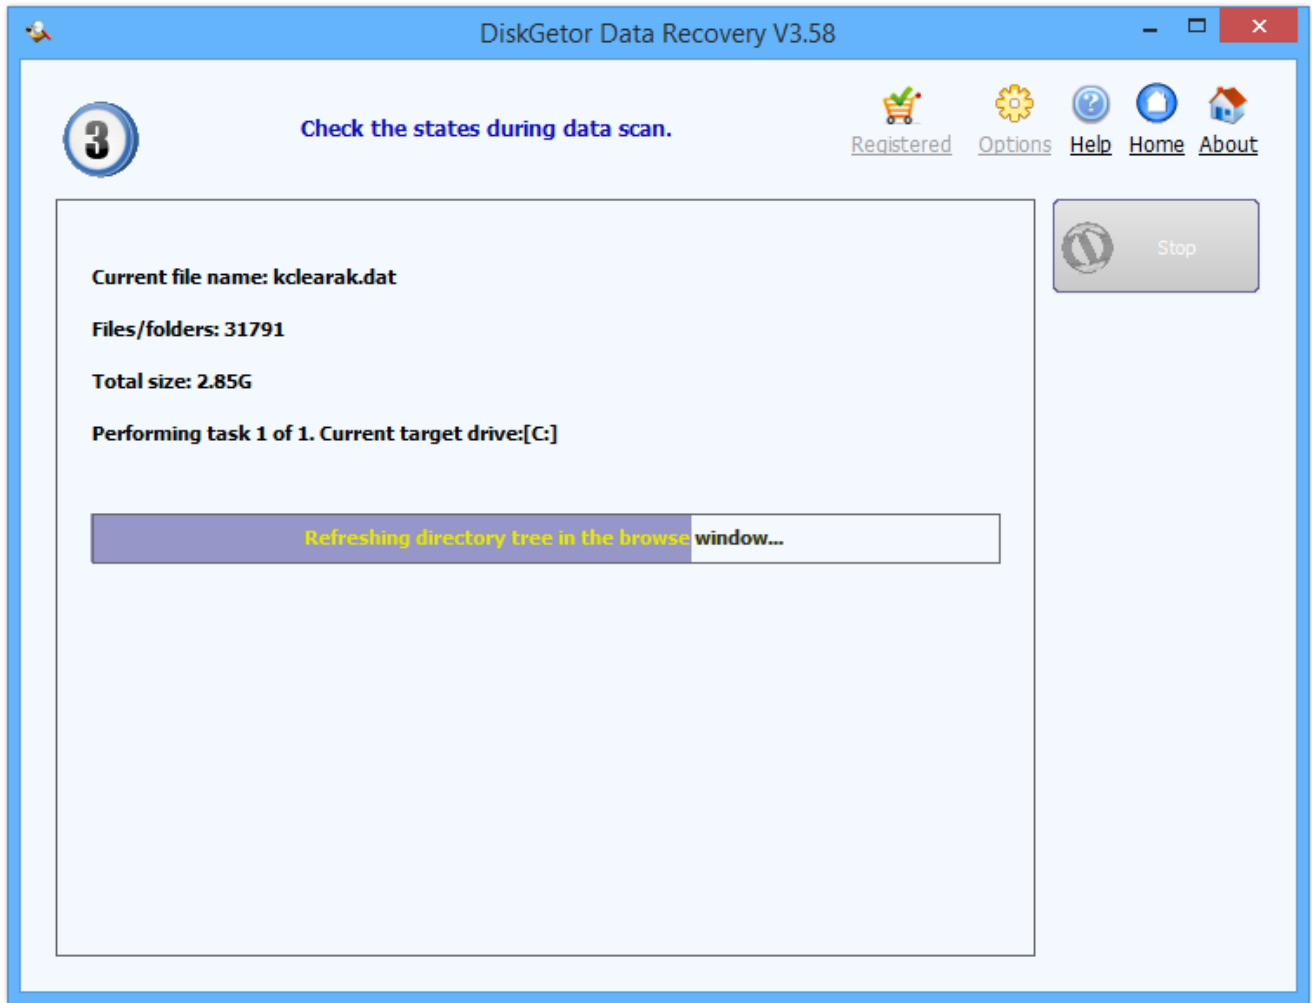 DiskGetor Data Recovery V3.58
3
Check the states during data scan.
Registered Options Help Home About
Stop
Current file name: kclearak.dat
Files/folders: 31791
Total size: 2.85G
Performing task 1 of 1. Current target drive:[C:]
Refreshing directory tree in the browse window...